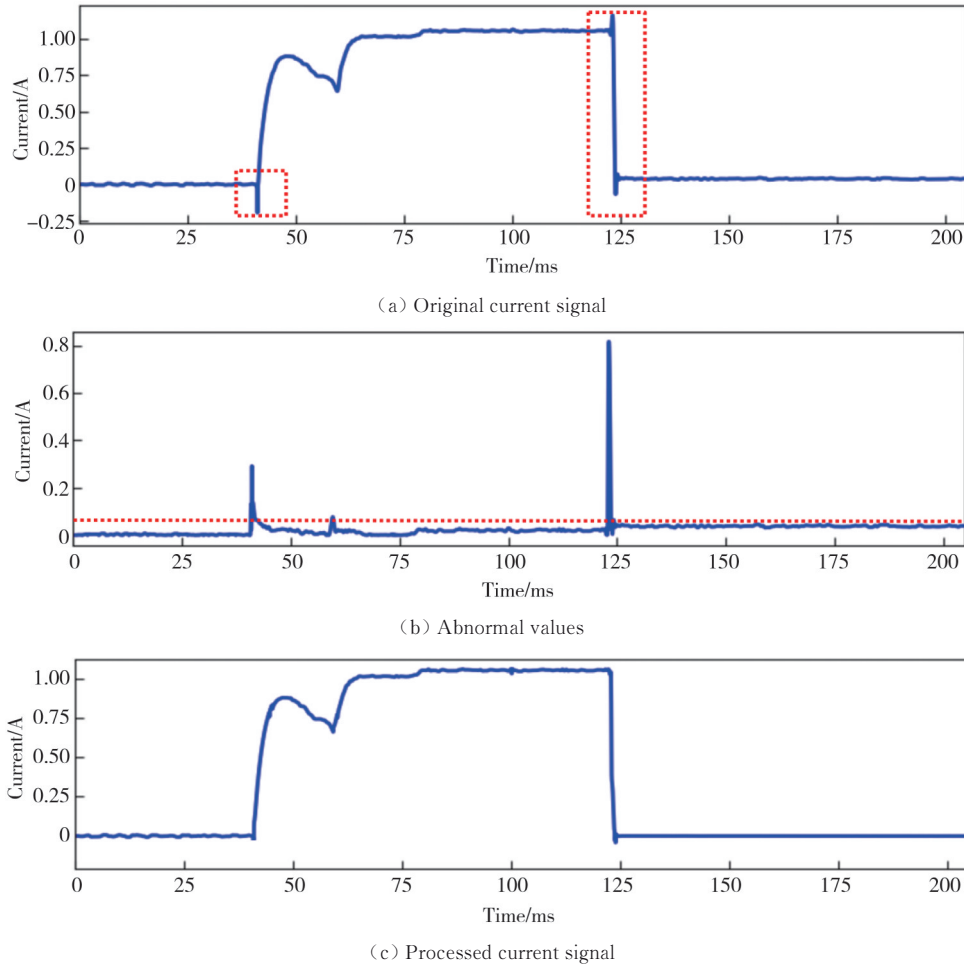 1.00
0.75
0.50
0.25
0
−0.25
Current/A
0 25 50 75 100 125 150 175 200
Time/ms
（a）Original current signal
0.8
0.6
0.4
0.2
0
Current/A
0 25 50 75 100 125 150 175 200
Time/ms
（b）Abnormal values
1.00
0.75
0.50
0.25
0
Current/A
0 25 50 75 100 125 150 175 200
Time/ms
（c）Processed current signal